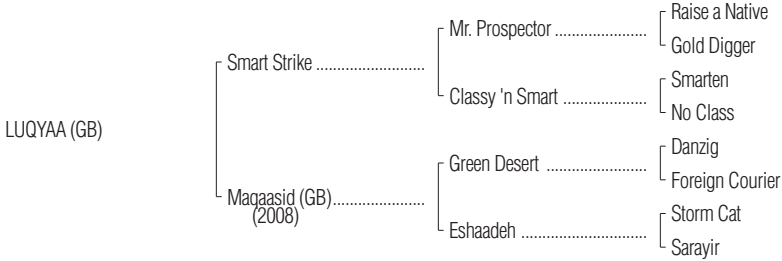 Raise a Native
Mr. Prospector ....................
Gold Digger
Smart Strike ........................
Smarten
Classy 'n Smart ..................
No Class
LUQYAA (GB)
Danzig
Green Desert ......................
Foreign Courier
Maqaasid (GB)....................
(2008)
Storm Cat
Eshaadeh ............................
Sarayir